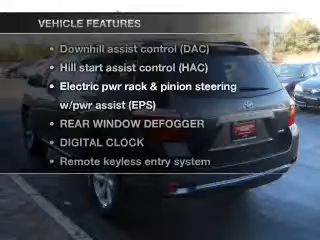 VEHICLE FEATURES
• Downhill assist control (DAC)
• Hill start assist control (HAC)
• Electric pwr rack & pinion steering
w/pwr assist (EPS)
• REAR WINDOW DEFOGGER
• DIGITAL CLOCK
• Remote keyless entry system